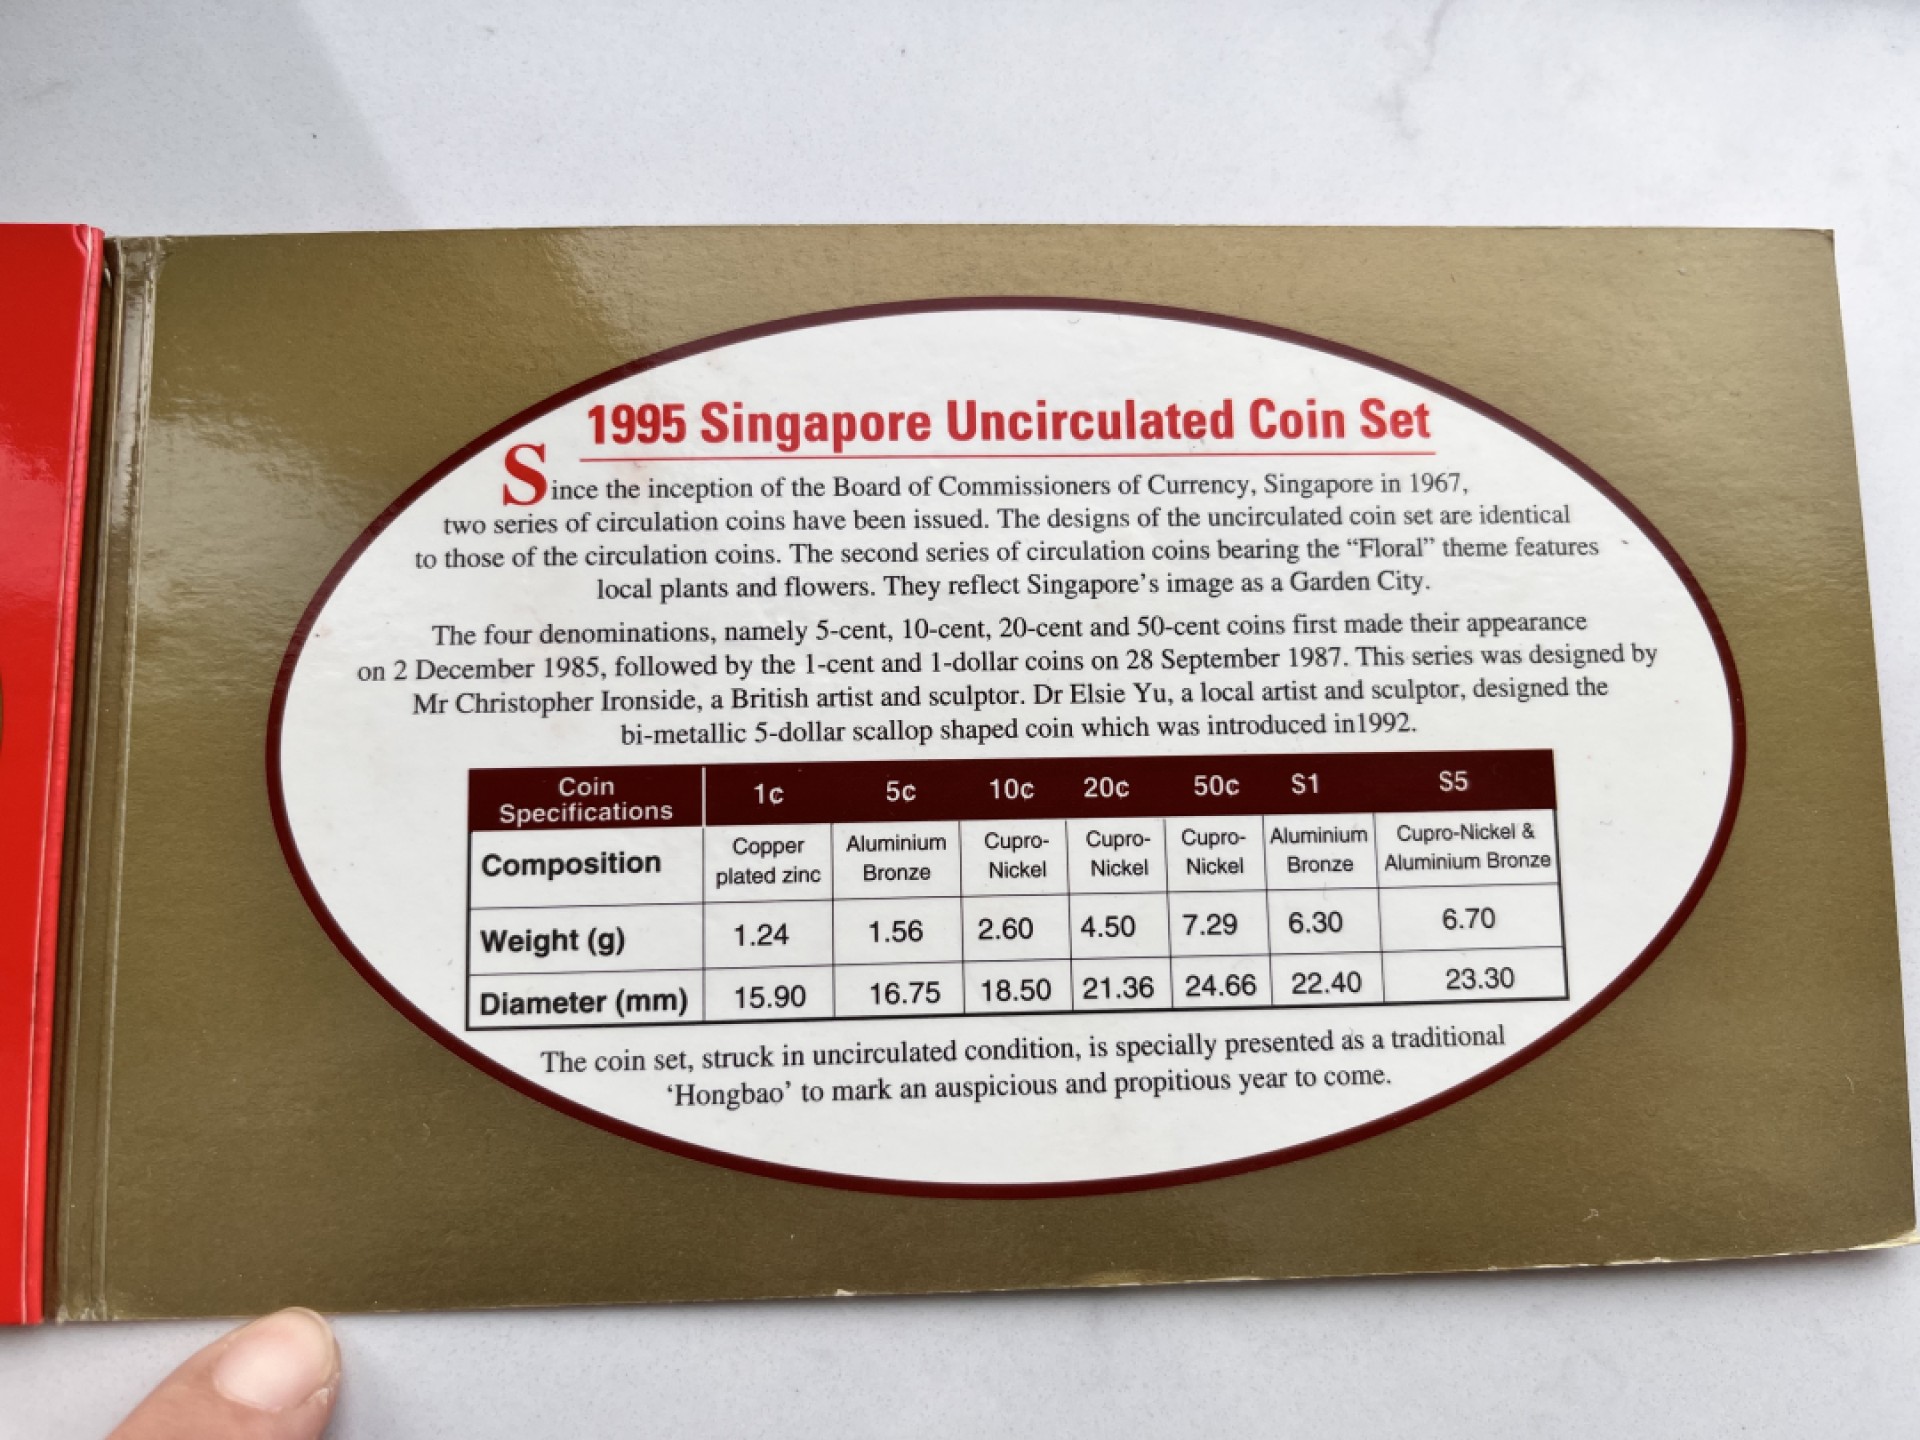 1995 Singapore Uncirculated Coin Set
Since the inception of the Board of Commissioners of Currency, Singapore in 1967,
two series of circulation coins have been issued. The designs of the uncirculated coin set are identical
to those of the circulation coins. The second series of circulation coins bearing the “Floral” theme features
local plants and flowers. They reflect Singapore’s image as a Garden City.
The four denominations, namely 5-cent, 10-cent, 20-cent and 50-cent coins first made their appearance
on 2 December 1985, followed by the 1-cent and 1-dollar coins on 28 September 1987. This series was designed by
Mr Christopher Ironside, a British artist and sculptor. Dr Elsie Yu, a local artist and sculptor, designed the
bi-metallic 5-dollar scallop shaped coin which was introduced in1992.
Coin Specifications 1c 5c 10c 20c 50c S1 S5
Composition Copper plated zinc Aluminium Bronze Cupro-Nickel Cupro-Nickel Cupro-Nickel Aluminium Bronze Cupro-Nickel & Aluminium Bronze
Weight (g) 1.24 1.56 2.60 4.50 7.29 6.30 6.70
Diameter (mm) 15.90 16.75 18.50 21.36 24.66 22.40 23.30
The coin set, struck in uncirculated condition, is specially presented as a traditional
‘Hongbao’ to mark an auspicious and propitious year to come.